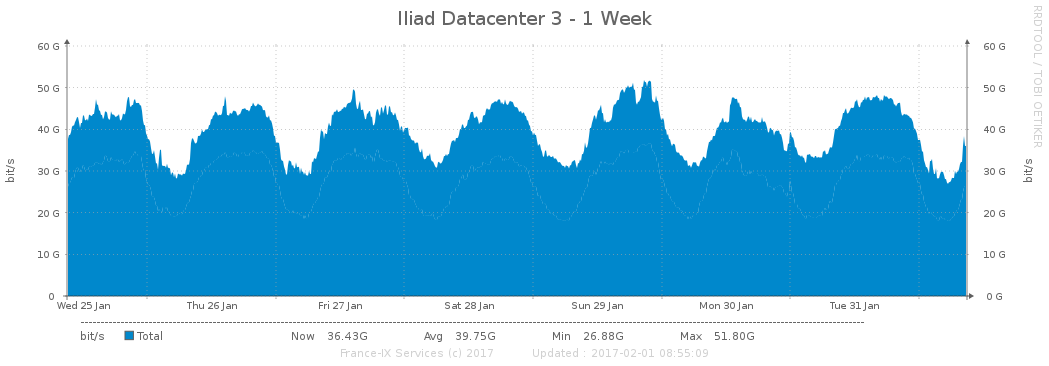 Iliad Datacenter 3 - 1 Week
RRDTOOL / TOBI OETIKER
60 G 60 G
50 G 50 G
40 G 40 G
30 G 30 G
20 G 20 G
10 G 10 G
0 0 G
bit/s
bit/s
Wed 25 Jan Thu 26 Jan Fri 27 Jan Sat 28 Jan Sun 29 Jan Mon 30 Jan Tue 31 Jan
bit/s Total Now 36.43G Avg 39.75G Min 26.88G Max 51.80G
France-IX Services (c) 2017 Updated : 2017-02-01 08:55:09